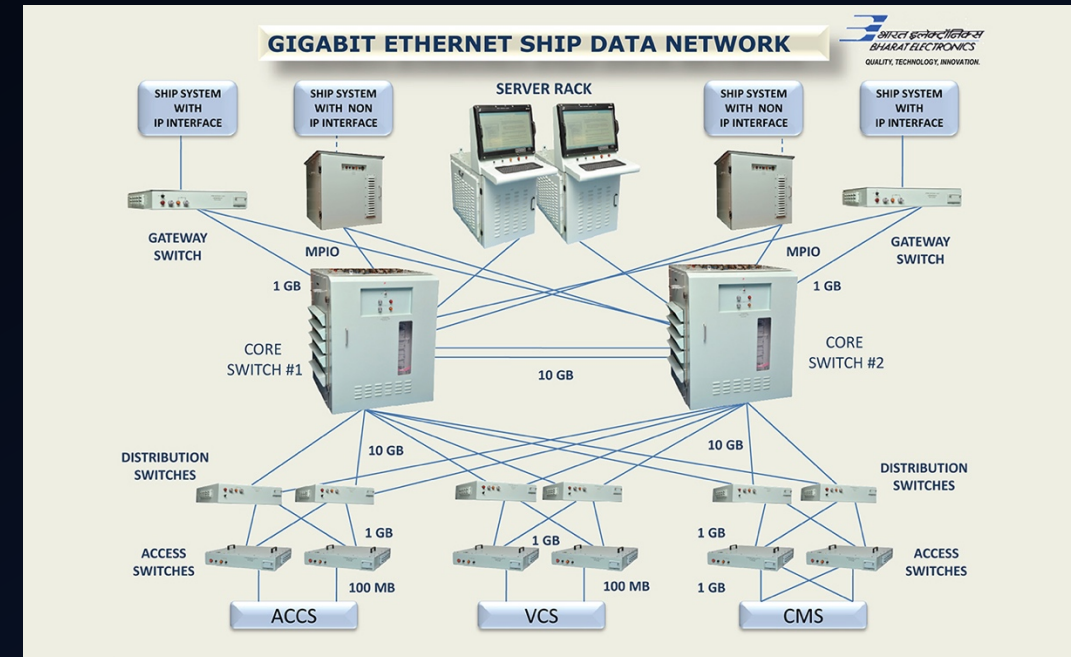 GIGABIT ETHERNET SHIP DATA NETWORK
भारत इलेक्ट्रॉनिक्स
BHARAT ELECTRONICS
QUALITY, TECHNOLOGY, INNOVATION.
SHIP SYSTEM
WITH
IP INTERFACE
SHIP SYSTEM
WITH NON
IP INTERFACE
SERVER RACK
SHIP SYSTEM
WITH NON
IP INTERFACE
SHIP SYSTEM
WITH
IP INTERFACE
GATEWAY
SWITCH
MPIO
MPIO
GATEWAY
SWITCH
1 GB
1 GB
CORE
SWITCH #1
10 GB
CORE
SWITCH #2
DISTRIBUTION
SWITCHES
10 GB
10 GB
DISTRIBUTION
SWITCHES
1 GB
1 GB
1 GB
ACCESS
SWITCHES
100 MB
100 MB
1 GB
ACCESS
SWITCHES
ACCS
VCS
CMS